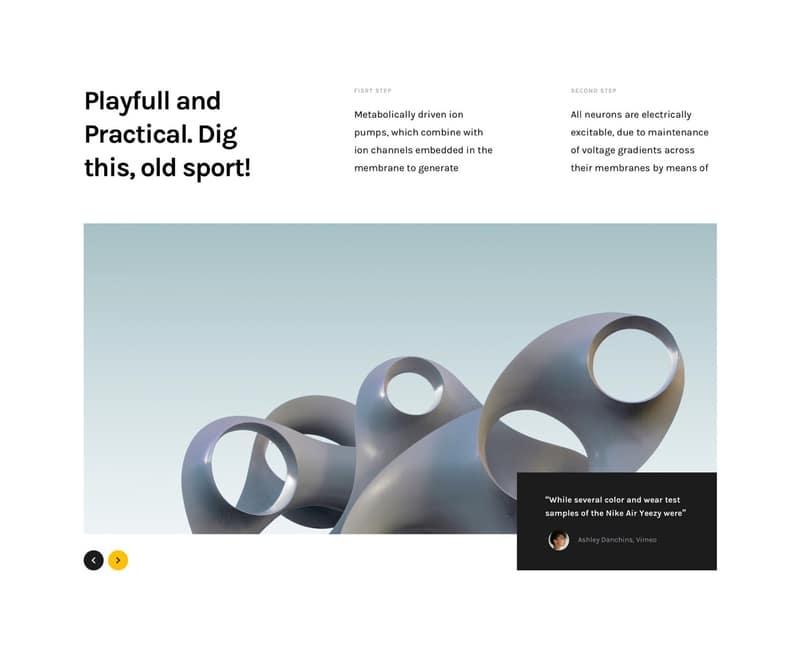 Playfull and
Practical. Dig
this, old sport!
FISRT STEP
Metabolically driven ion
pumps, which combine with
ion channels embedded in the
membrane to generate
SECOND STEP
All neurons are electrically
excitable, due to maintenance
of voltage gradients across
their membranes by means of
"While several color and wear test
samples of the Nike Air Yeezy were"
Ashley Danchins, Vimeo